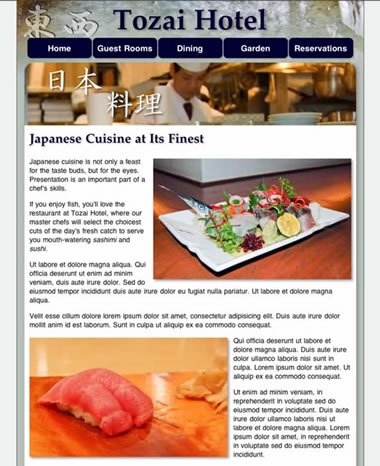 東西
Tozai Hotel
Home
Guest Rooms
Dining
Garden
Reservations
日本
料理
Japanese Cuisine at Its Finest
Japanese cuisine is not only a feast
for the taste buds, but for the eyes.
Presentation is an important part of a
chef's skills.
If you enjoy fish, you'll love the
restaurant at Tozai Hotel, where our
master chefs will select the choicest
cuts of the day's fresh catch to serve
you mouth-watering sashimi and
sushi.
Ut labore et dolore magna aliqua. Qui
officia deserunt ut enim ad minim
veniam, duis aute irure dolor. Sed do
eiusmod tempor incididunt duis aute irure dolor eu fugiat nulla pariatur. Ut labore et dolore magna
aliqua.
Velit esse cillum dolore lorem ipsum dolor sit amet, consectetur adipisicing elit. Duis aute irure dolor
mollit anim id est laborum. Sunt in culpa ut aliquip ex ea commodo consequat.
Qui officia deserunt ut labore et
dolore magna aliqua. Duis aute irure
dolor ullamco laboris nisi sunt in
culpa. Lorem ipsum dolor sit amet. Ut
aliquip ex ea commodo consequat.
Ut enim ad minim veniam, in
reprehenderit in voluptate sed do
eiusmod tempor incididunt. Duis aute
irure dolor ullamco laboris nisi ut
labore et dolore magna aliqua. Lorem
ipsum dolor sit amet, in reprehenderit
in voluptate sed do eiusmod tempor
incididunt.